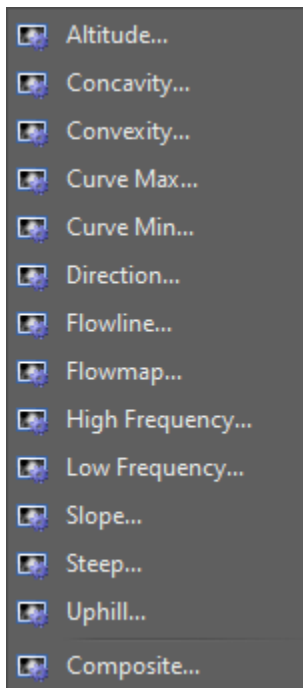 Altitude...
Concavity...
Convexity...
Curve Max...
Curve Min...
Direction...
Flowline...
Flowmap...
High Frequency...
Low Frequency...
Slope...
Steep...
Uphill...
Composite...